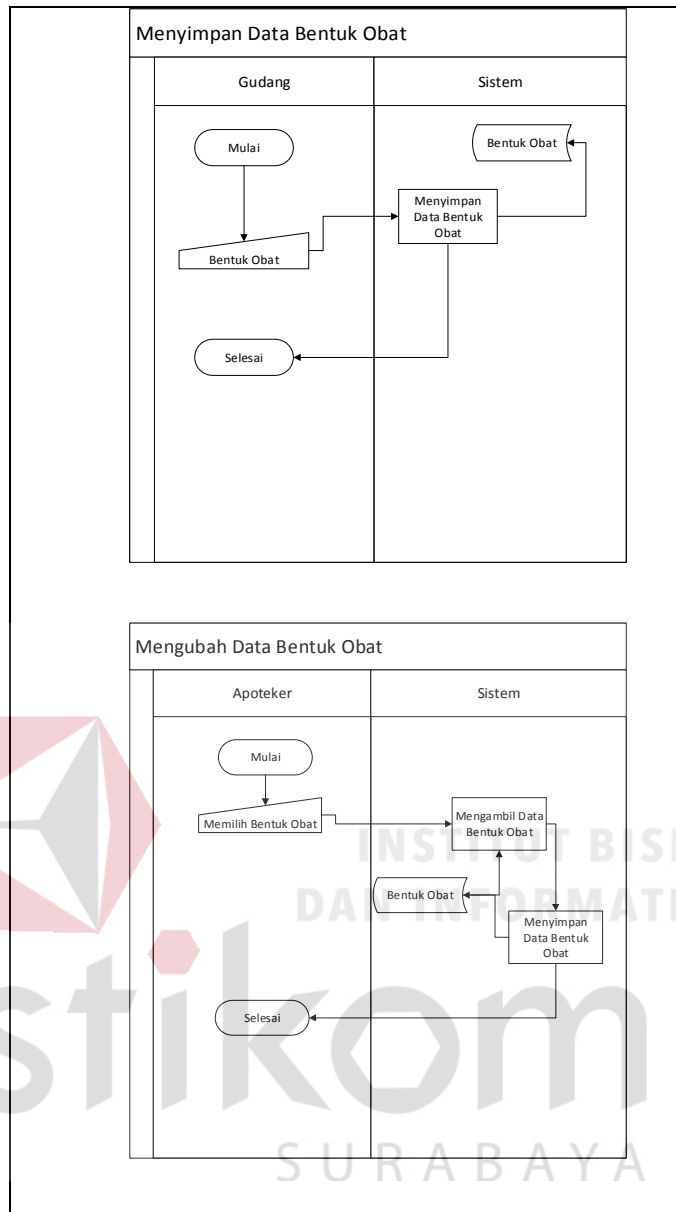 Menyimpan Data Bentuk Obat
Gudang
Sistem
Mulai
Bentuk Obat
Menyimpan
Data Bentuk
Obat
Bentuk Obat
Selesai
Mengubah Data Bentuk Obat
Apoteker
Sistem
Mulai
Memilih Bentuk Obat
Mengambil Data
Bentuk Obat
Bentuk Obat
Menyimpan
Data Bentuk
Obat
Selesai
INSTITUT BIS
DAN INFORMATI
stikom
SURABAYA